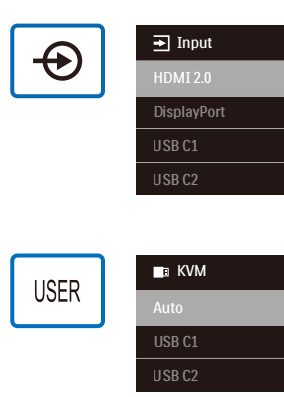 Input
HDMI 2.0
DisplayPort
USB C1
USB C2
USER
KVM
Auto
USB C1
USB C2